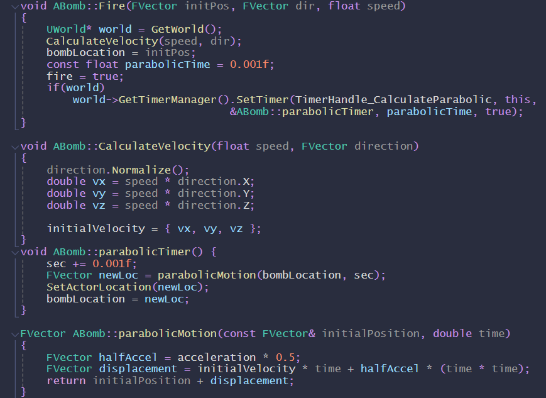 void ABomb::Fire(FVector initPos, FVector dir, float speed)
{
    UWorld* world = GetWorld();
    CalculateVelocity(speed, dir);
    bombLocation = initPos;
    const float parabolicTime = 0.001f;
    fire = true;
    if(world)
        world->GetTimerManager().SetTimer(TimerHandle_CalculateParabolic, this,
                            &ABomb::parabolicTimer, parabolicTime, true);
}

void ABomb::CalculateVelocity(float speed, FVector direction)
{
    direction.Normalize();
    double vx = speed * direction.X;
    double vy = speed * direction.Y;
    double vz = speed * direction.Z;

    initialVelocity = { vx, vy, vz };
}
void ABomb::parabolicTimer() {
    sec += 0.001f;
    FVector newLoc = parabolicMotion(bombLocation, sec);
    SetActorLocation(newLoc);
    bombLocation = newLoc;
}

FVector ABomb::parabolicMotion(const FVector& initialPosition, double time)
{
    FVector halfAccel = acceleration * 0.5;
    FVector displacement = initialVelocity * time + halfAccel * (time * time);
    return initialPosition + displacement;
}